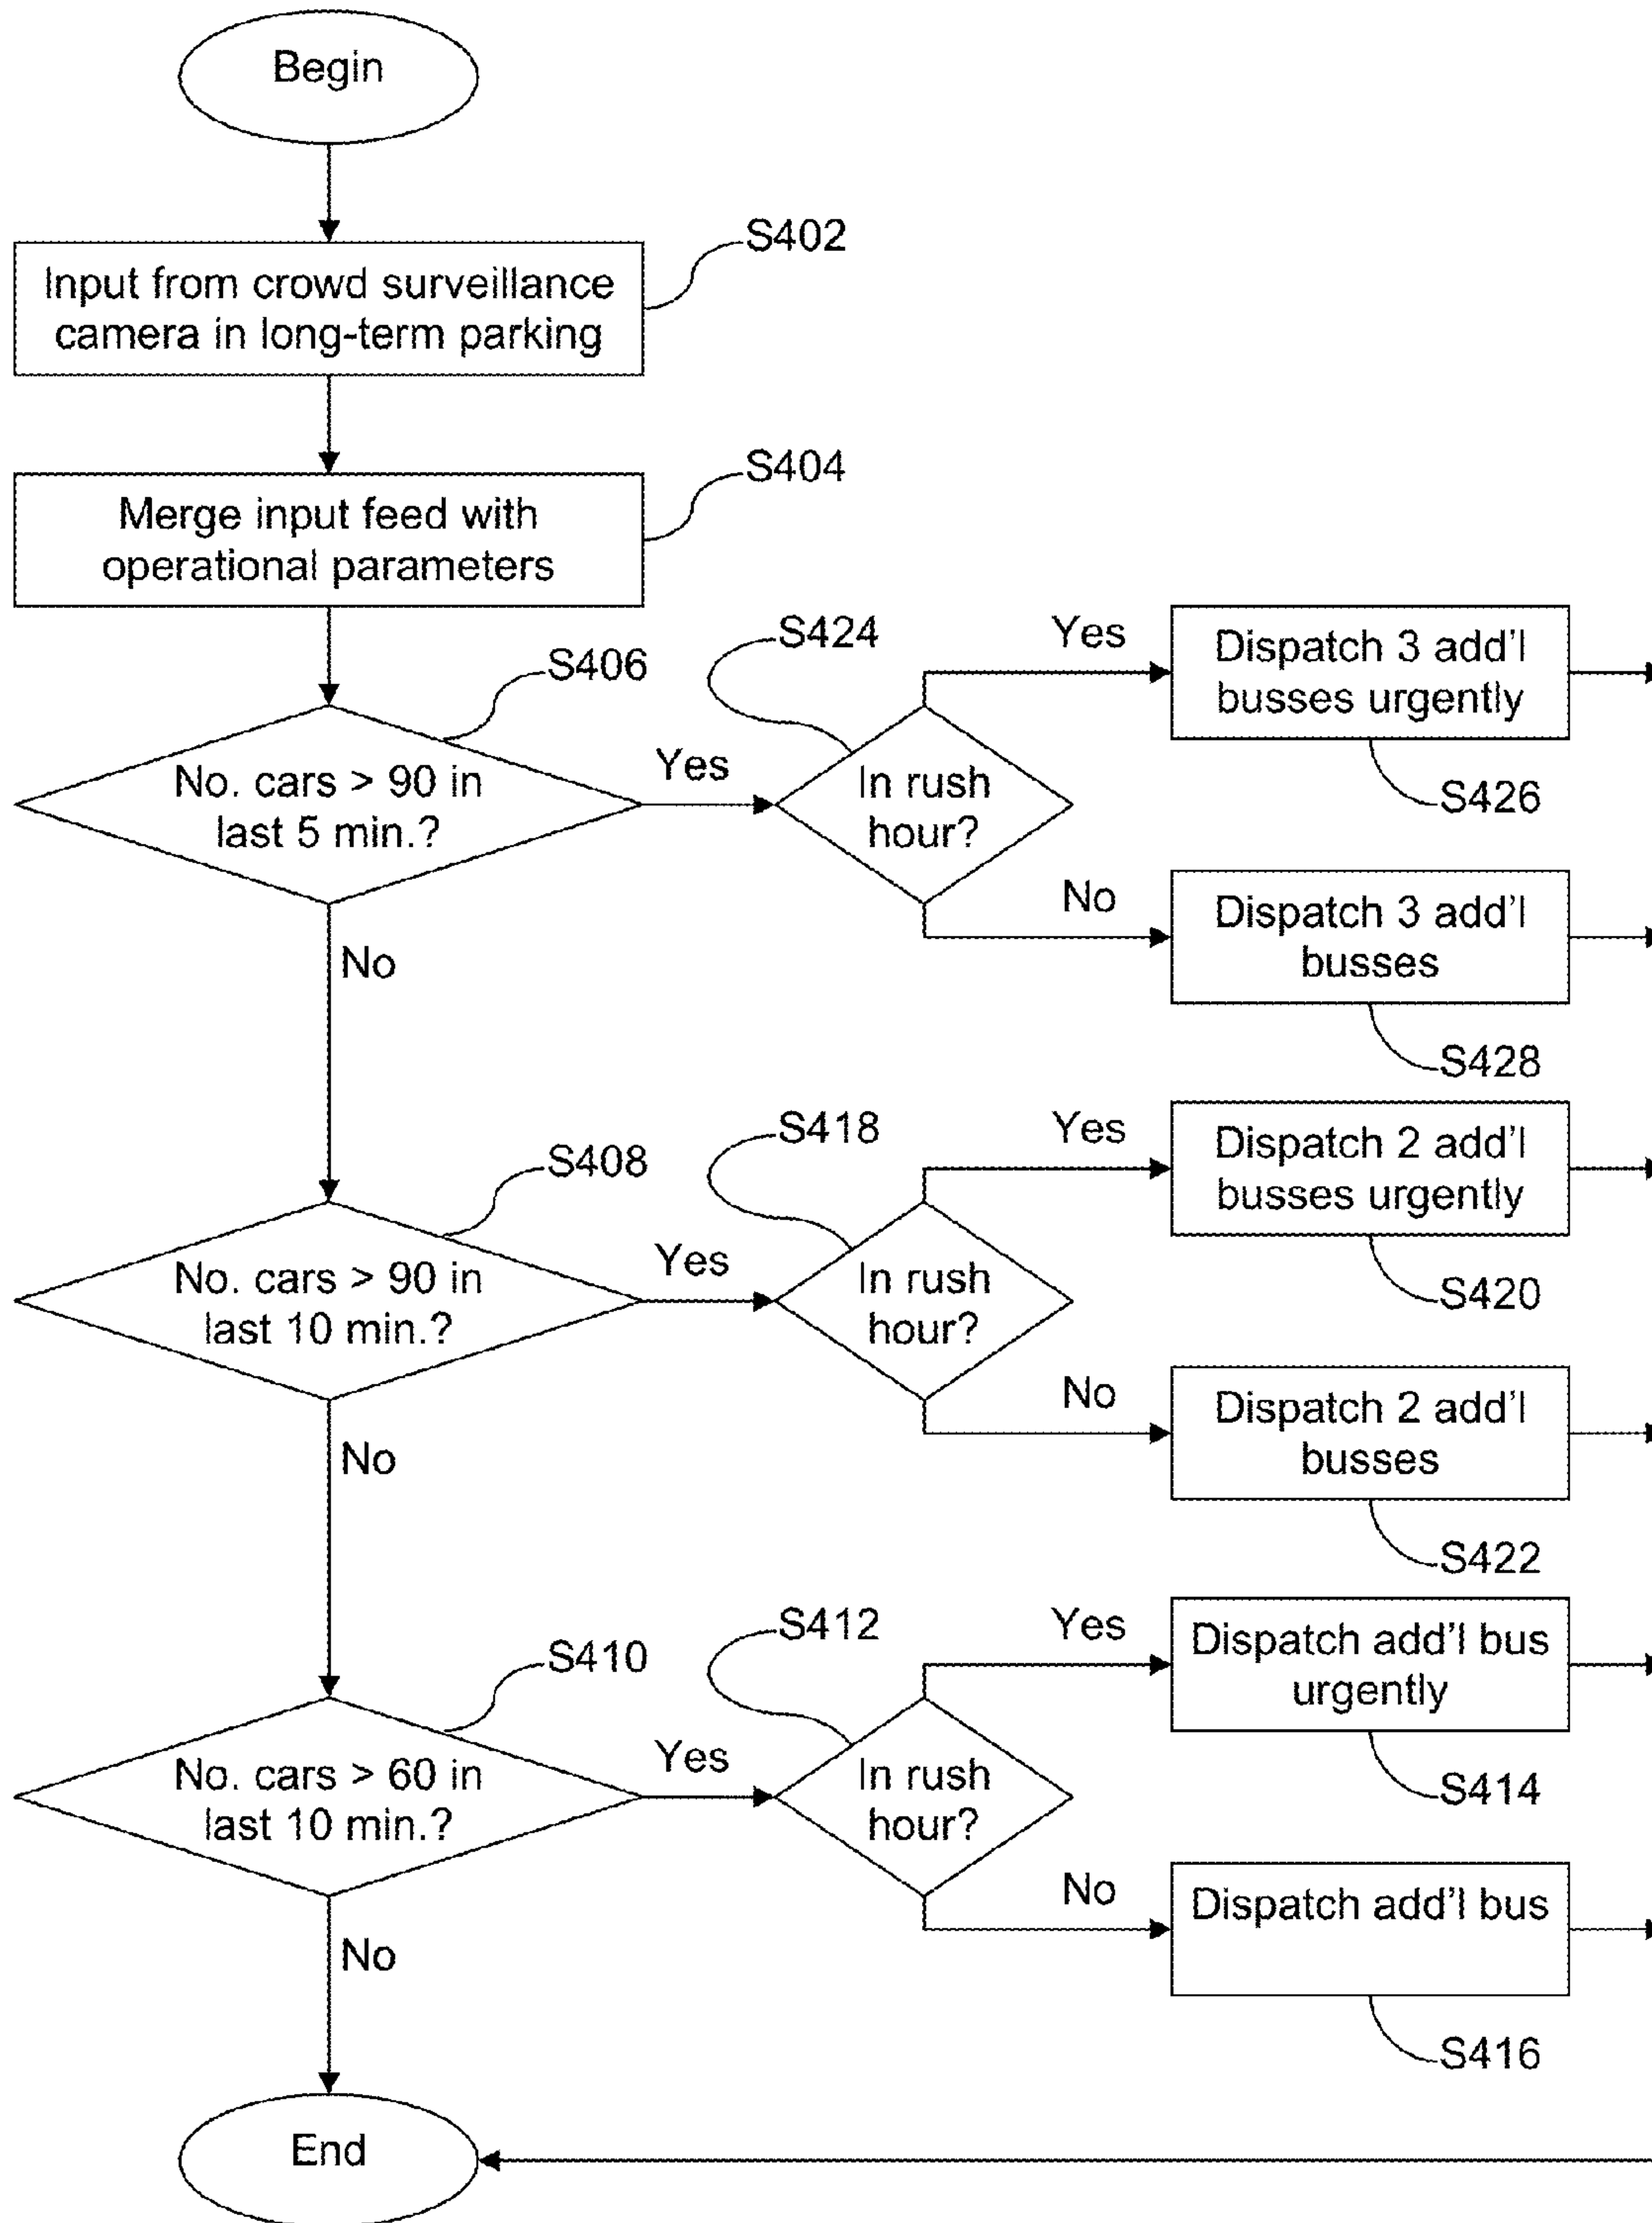 Begin
S402
Input from crowd surveillance
camera in long-term parking
S404
Merge input feed with
operational parameters
S406
No. cars > 90 in
last 5 min.?
Yes
S424
In rush
hour?
Yes
Dispatch 3 add'l
busses urgently
S426
No
Dispatch 3 add'l
busses
S428
No
S408
No. cars > 90 in
last 10 min.?
Yes
S418
In rush
hour?
Yes
Dispatch 2 add'l
busses urgently
S420
No
Dispatch 2 add'l
busses
S422
No
S410
No. cars > 60 in
last 10 min.?
Yes
S412
In rush
hour?
Yes
Dispatch add'l bus
urgently
S414
No
Dispatch add'l bus
S416
No
End